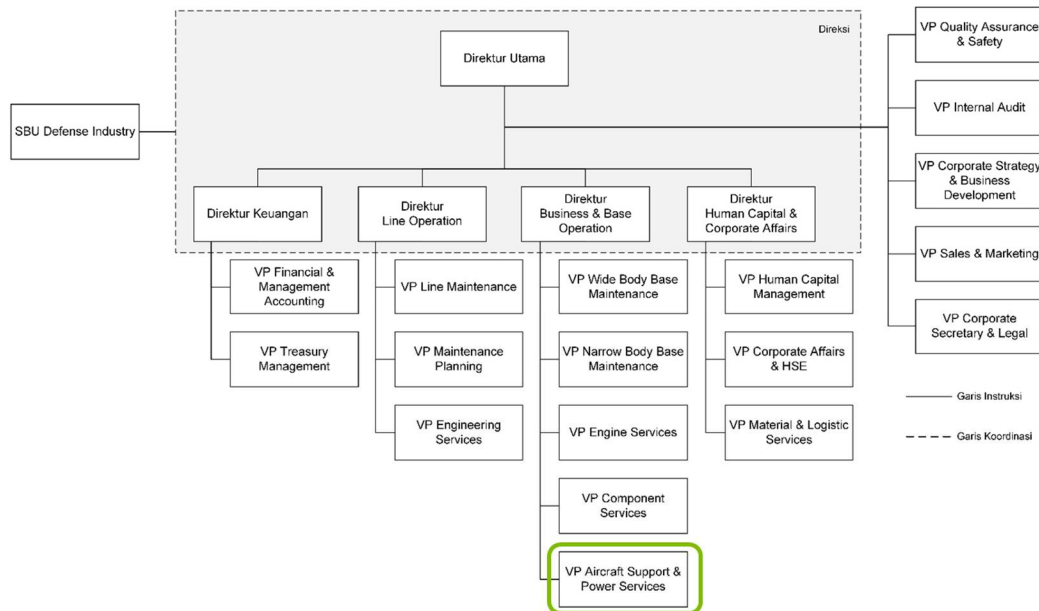 Direksi
Direktur Utama
SBU Defense Industry
Direktur Keuangan
Direktur
Line Operation
Direktur
Business & Base
Operation
Direktur
Human Capital &
Corporate Affairs
VP Financial &
Management
Accounting
VP Treasury
Management
VP Line Maintenance
VP Maintenance
Planning
VP Engineering
Services
VP Wide Body Base
Maintenance
VP Narrow Body Base
Maintenance
VP Engine Services
VP Component
Services
VP Aircraft Support &
Power Services
VP Human Capital
Management
VP Corporate Affairs
& HSE
VP Material & Logistic
Services
VP Quality Assurance
& Safety
VP Internal Audit
VP Corporate Strategy
& Business
Development
VP Sales & Marketing
VP Corporate
Secretary & Legal
Garis Instruksi
Garis Koordinasi